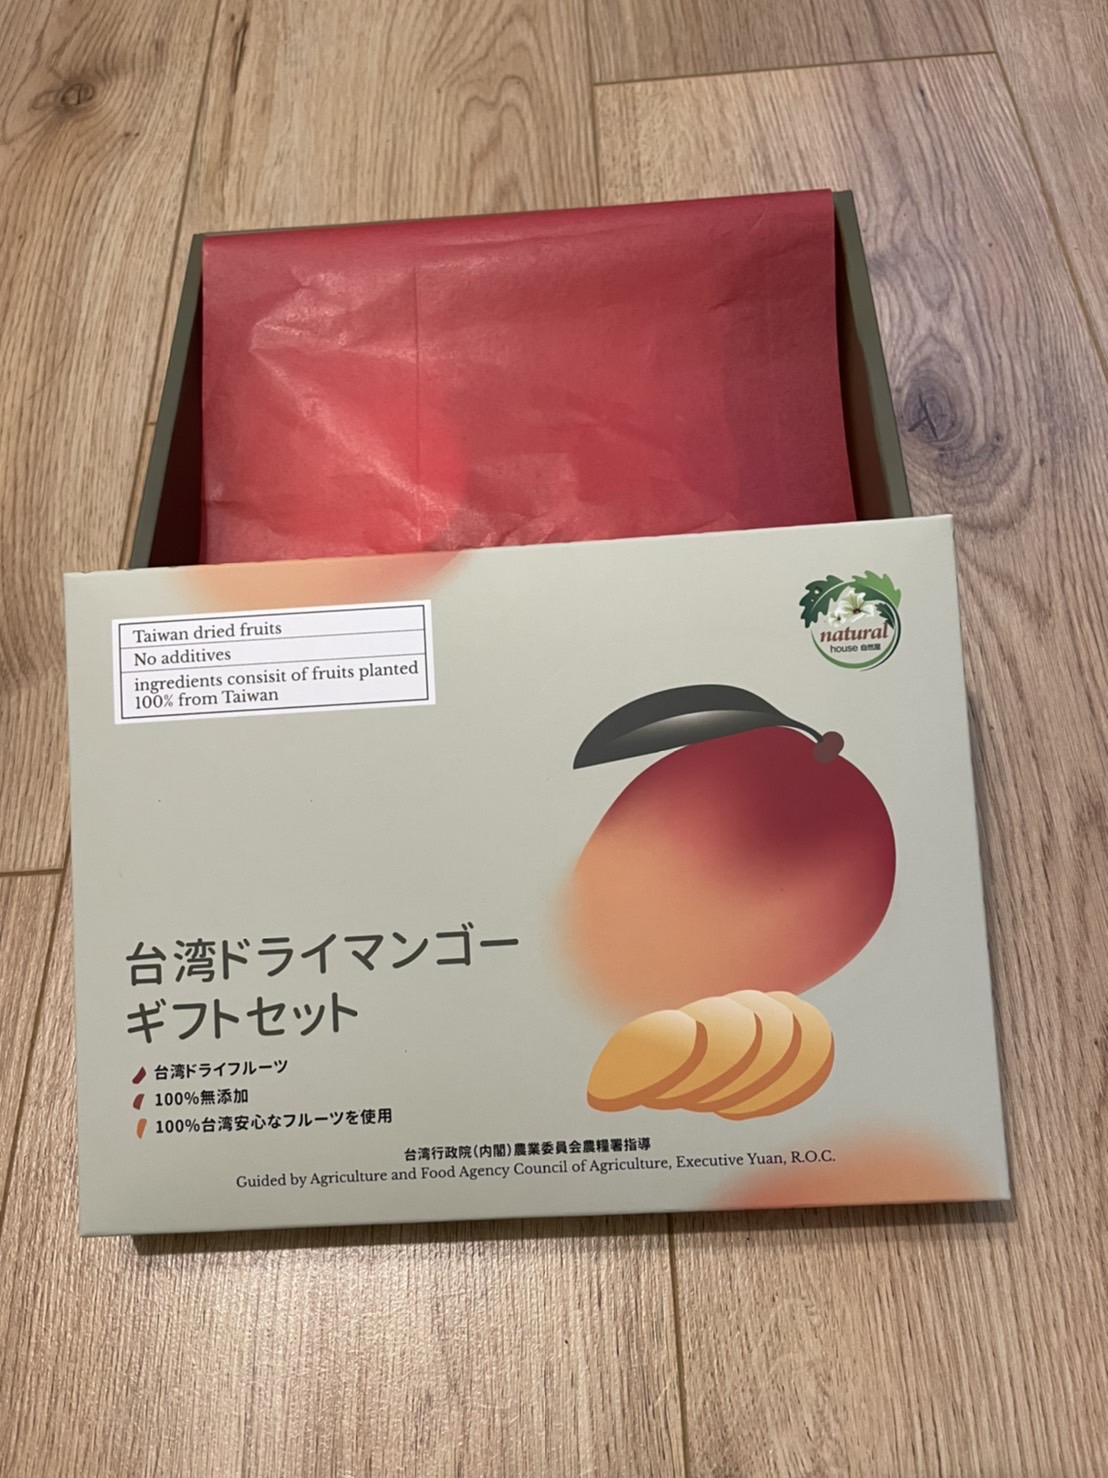 natural
house 自然屋
Taiwan dried fruits
No additives
ingredients consisit of fruits planted
100% from Taiwan
台湾ドライマンゴー
ギフトセット
台湾ドライフルーツ
100%無添加
100%台湾安心なフルーツを使用
台湾行政院(内閣)農業委員会農糧署指導
Guided by Agriculture and Food Agency Council of Agriculture, Executive Yuan, R.O.C.